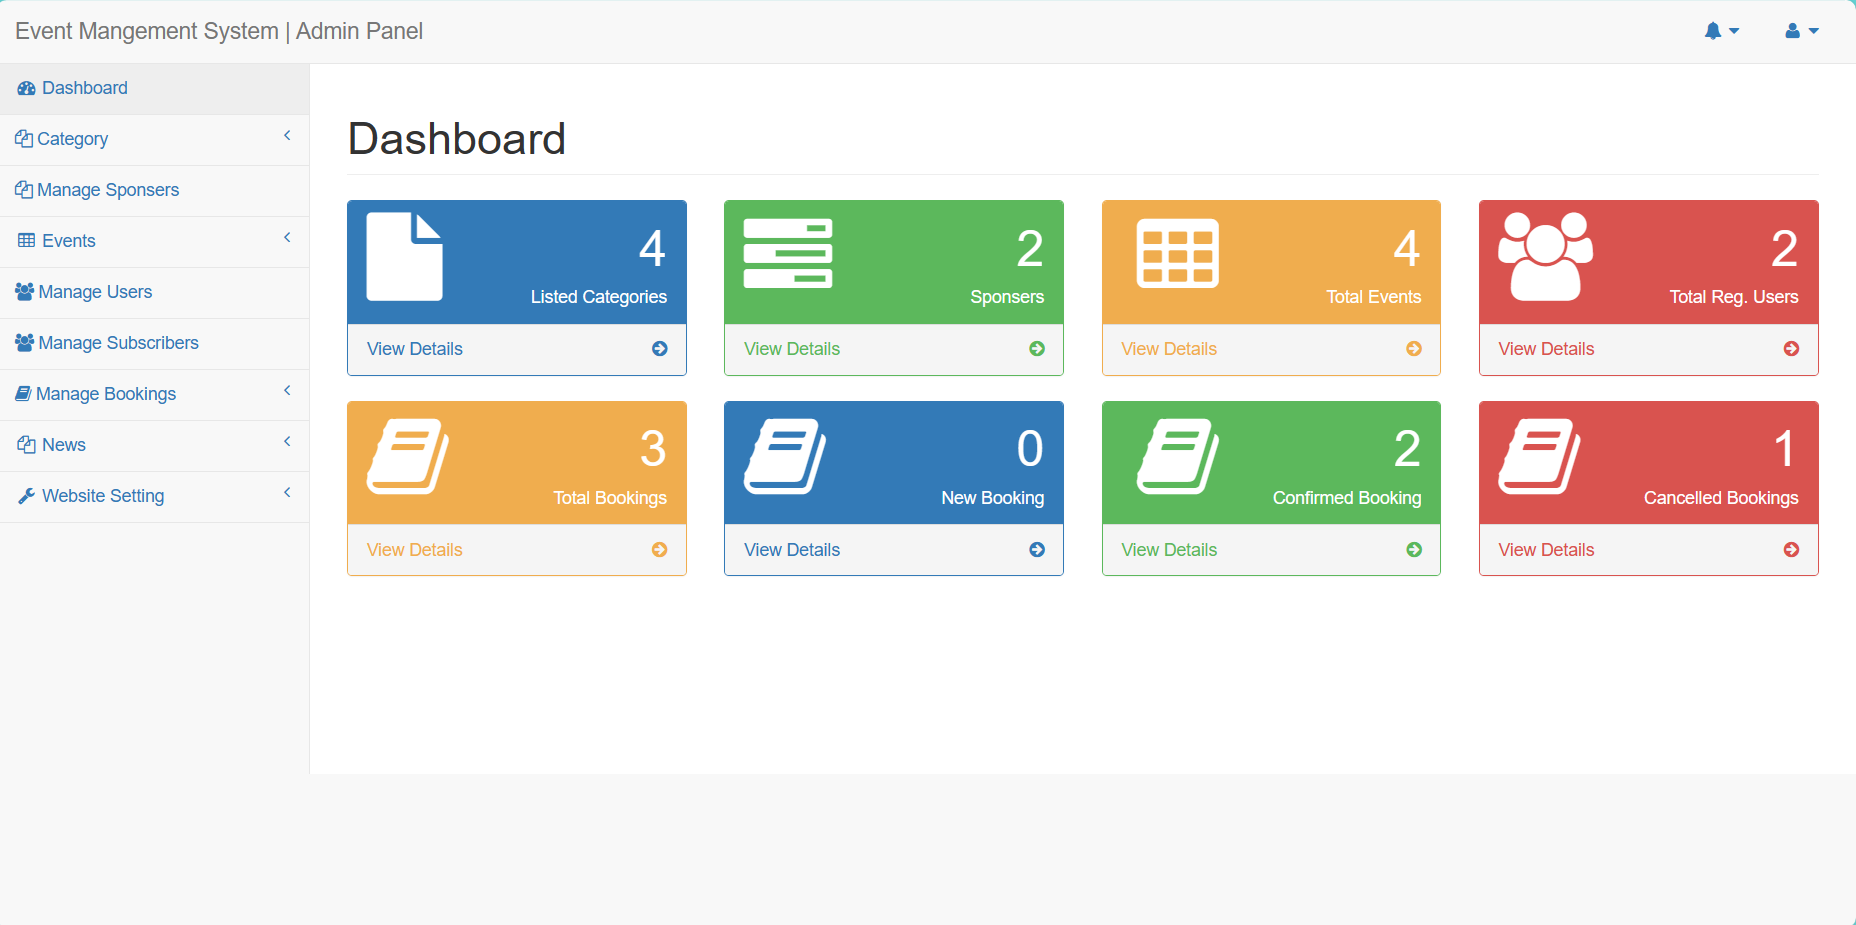 Event Mangement System | Admin Panel
Dashboard
Category
Manage Sponsers
Events
Manage Users
Manage Subscribers
Manage Bookings
News
Website Setting
Dashboard
4
Listed Categories
View Details
2
Sponsers
View Details
4
Total Events
View Details
2
Total Reg. Users
View Details
3
Total Bookings
View Details
0
New Booking
View Details
2
Confirmed Booking
View Details
1
Cancelled Bookings
View Details